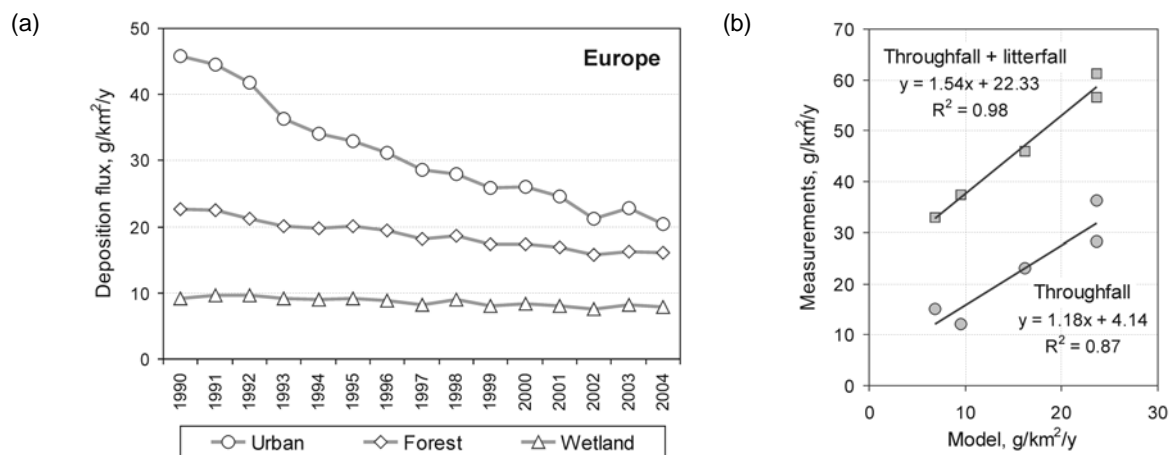 (a)
50
40
30
20
10
0
Deposition flux, g/km²/y
Europe
1990
1991
1992
1993
1994
1995
1996
1997
1998
1999
2000
2001
2002
2003
2004
Urban
Forest
Wetland
(b)
70
60
50
40
30
20
10
0
Measurements, g/km²/y
Throughfall + litterfall
y = 1.54x + 22.33
R² = 0.98
Throughfall
y = 1.18x + 4.14
R² = 0.87
0
10
20
30
Model, g/km²/y